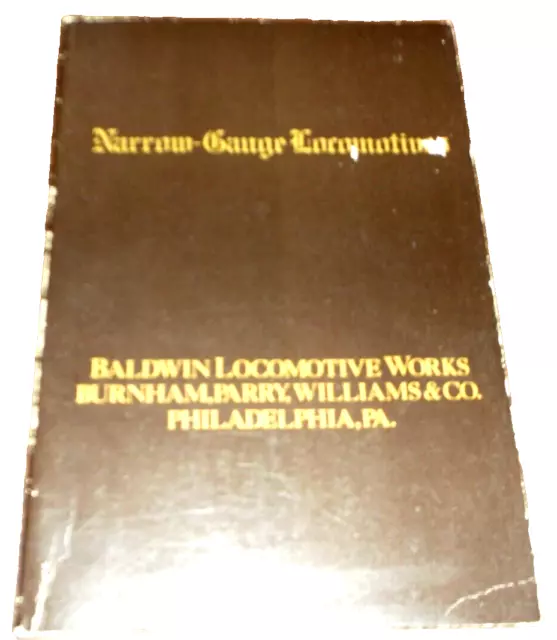 Narrow-Gauge Locomotives
BALDWIN LOCOMOTIVE WORKS
BURNHAM, PARRY, WILLIAMS & CO.
PHILADELPHIA, PA.